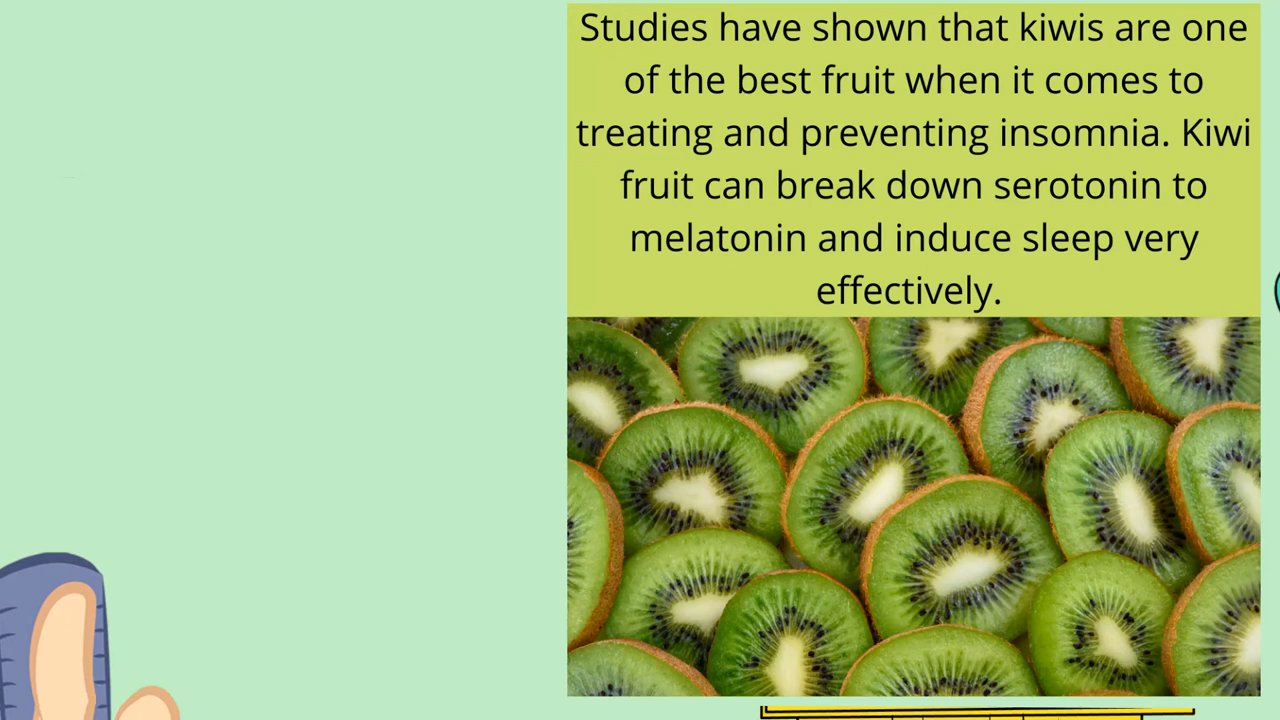 Studies have shown that kiwis are one
of the best fruit when it comes to
treating and preventing insomnia. Kiwi
fruit can break down serotonin to
melatonin and induce sleep very
effectively.